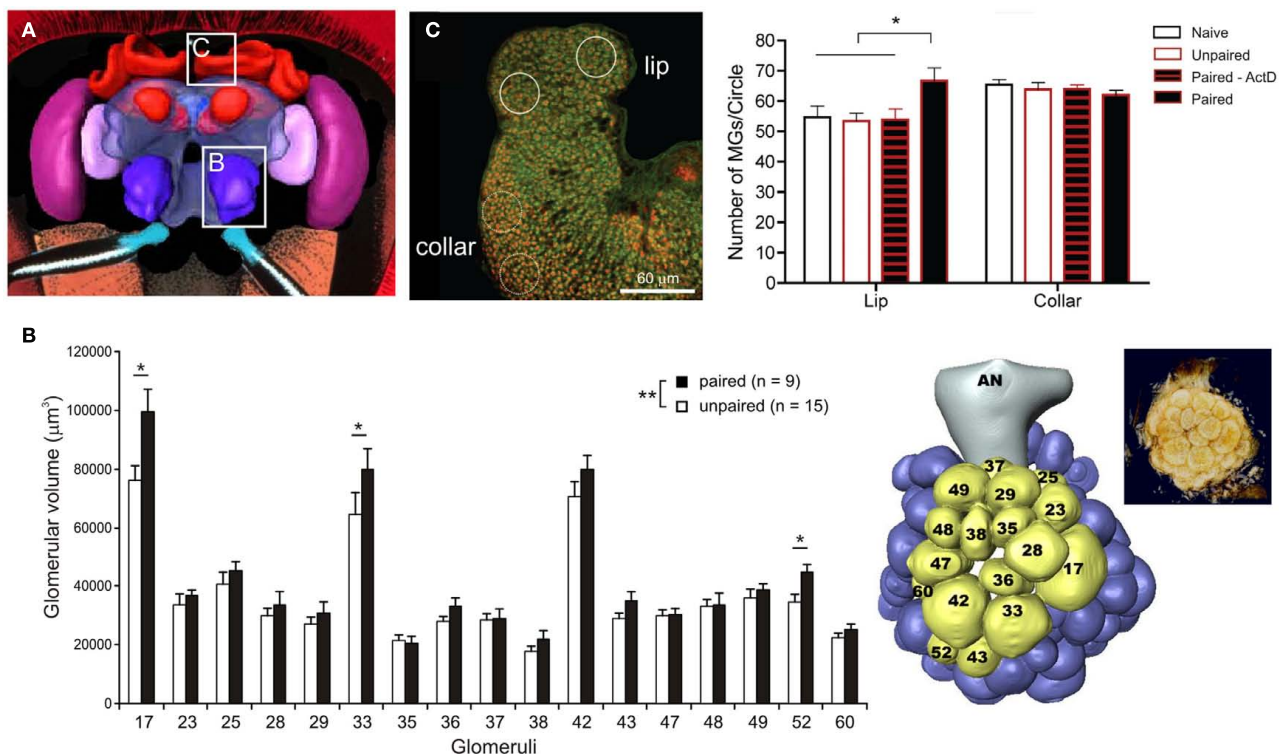 A
C
B
C
lip
collar
60 µm
Number of MGs/Circle
80
70
60
50
40
30
20
10
0
*
Lip
Collar
Naive
Unpaired
Paired - ActD
Paired
B
Glomerular volume (µm³)
120000
100000
80000
60000
40000
20000
0
*
*
*
** paired (n = 9)
unpaired (n = 15)
17 23 25 28 29 33 35 36 37 38 42 43 47 48 49 52 60
Glomeruli
AN
37
25
49
29
23
48
38
35
28
47
17
36
60
42
33
52
43